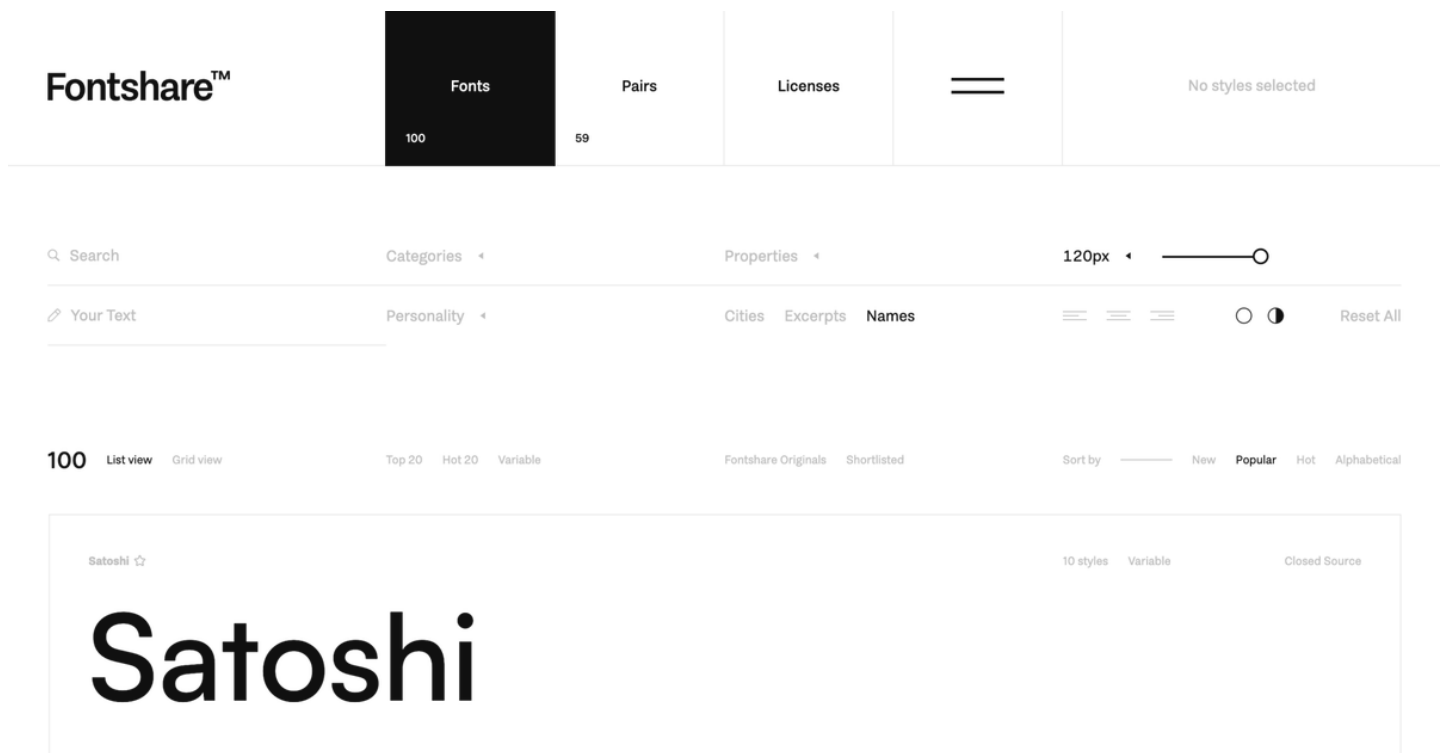 Fontshare™
Fonts
Pairs
Licenses
No styles selected
100
59
Search
Categories
Properties
120px
Your Text
Personality
Cities Excerpts Names
Reset All
100 List view Grid view
Top 20 Hot 20 Variable
Fontshare Originals Shortlisted
Sort by New Popular Hot Alphabetical
Satoshi
10 styles Variable
Closed Source
Satoshi